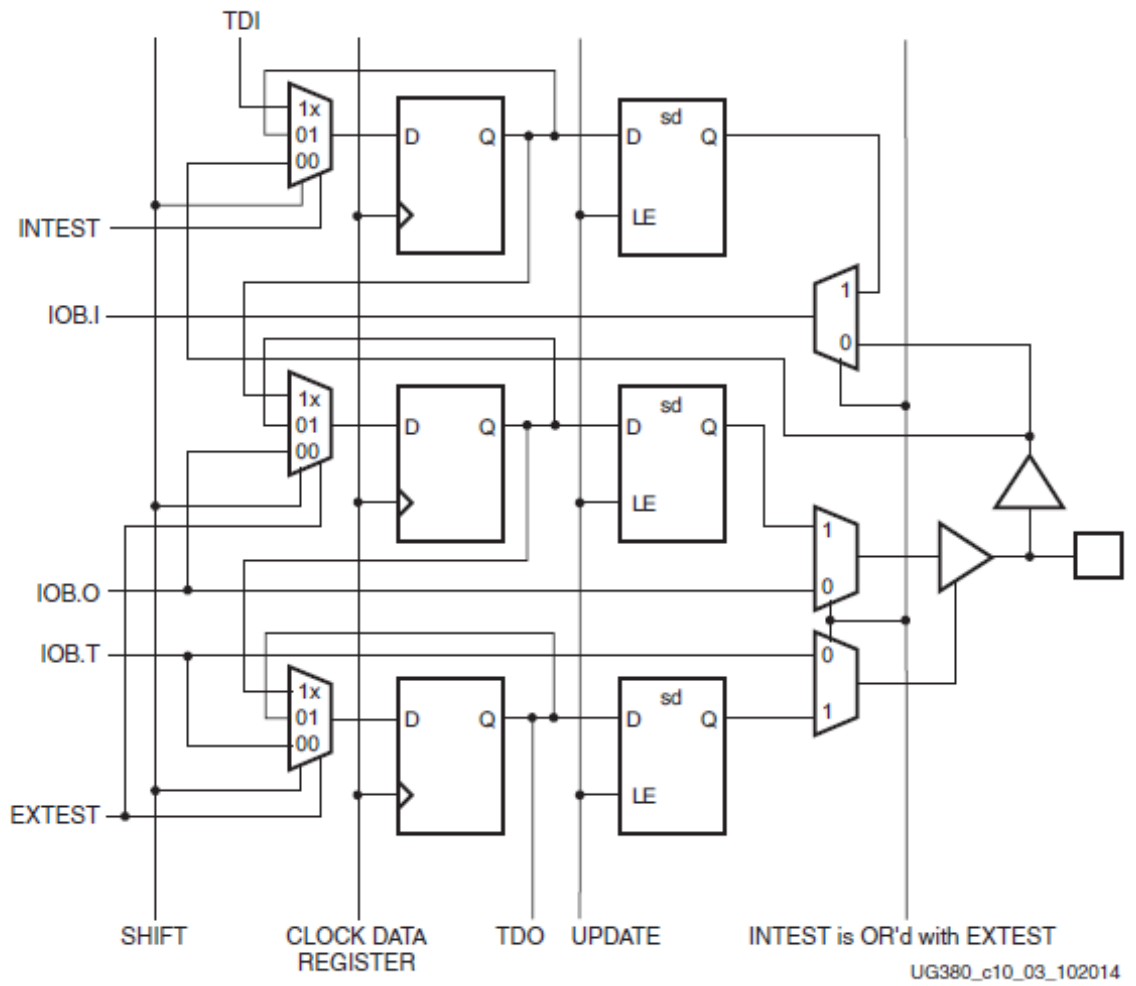 TDI
1x
01
00
D
Q
sd
D
Q
LE
INTEST
IOB.I
1
0
1x
01
00
D
Q
sd
D
Q
LE
1
0
IOB.O
IOB.T
0
1
1x
01
00
D
Q
sd
D
Q
LE
EXTEST
SHIFT
CLOCK DATA
REGISTER
TDO
UPDATE
INTEST is OR'd with EXTEST
UG380_c10_03_102014